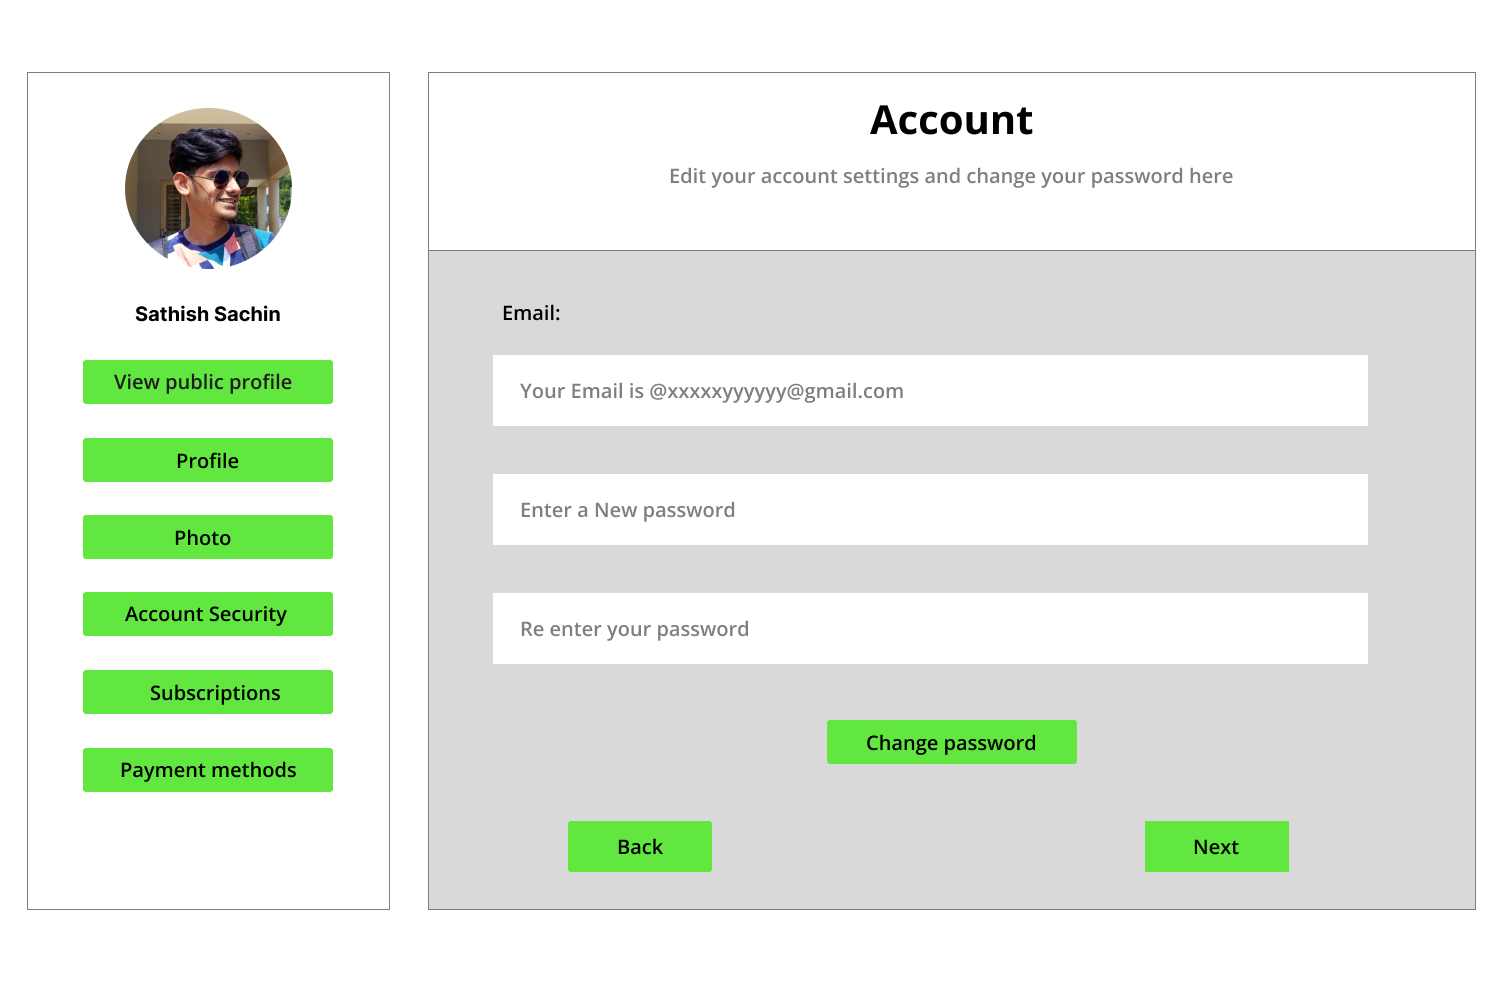 Sathish Sachin
View public profile
Profile
Photo
Account Security
Subscriptions
Payment methods
Account
Edit your account settings and change your password here
Email:
Your Email is @xxxxxyyyyyy@gmail.com
Enter a New password
Re enter your password
Change password
Back
Next